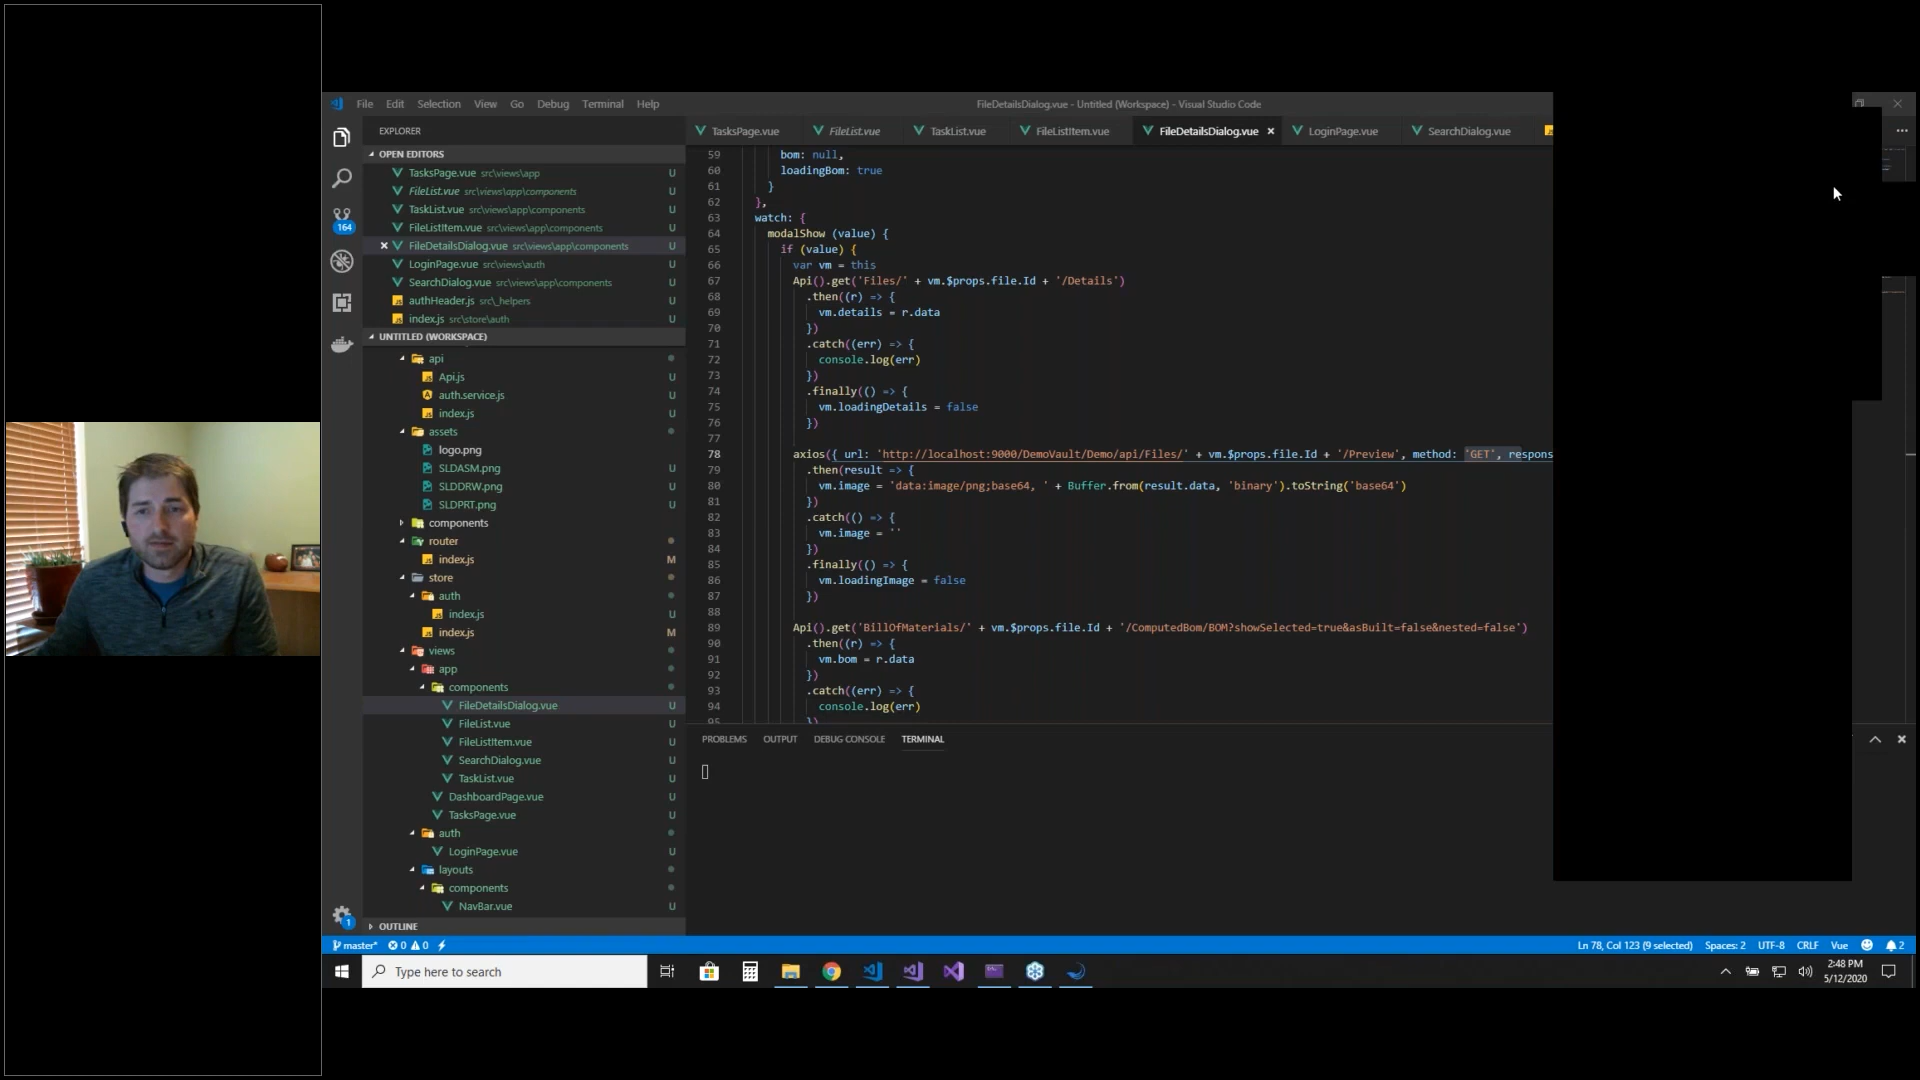 File Edit Selection View Go Debug Terminal Help
FileDetailsDialog.vue - Untitled (Workspace) - Visual Studio Code
EXPLORER
OPEN EDITORS
TasksPage.vue src\views\app U
FileList.vue src\views\app\components U
TaskList.vue src\views\app\components U
FileListItem.vue src\views\app\components U
FileDetailsDialog.vue src\views\app\components U
LoginPage.vue src\views\auth U
SearchDialog.vue src\views\app\components U
authHeader.js src\_helpers U
index.js src\store\auth U
164
UNTITLED (WORKSPACE)
api
Api.js U
auth.service.js U
index.js U
assets
logo.png
SLDASM.png U
SLDDRW.png U
SLDPRT.png U
components
router
index.js M
store
auth
index.js U
index.js M
views
app
components
FileDetailsDialog.vue U
FileList.vue U
FileListItem.vue U
SearchDialog.vue U
TaskList.vue U
DashboardPage.vue U
TasksPage.vue U
auth
LoginPage.vue U
layouts
components
NavBar.vue U
OUTLINE
1
TasksPage.vue FileList.vue TaskList.vue FileListItem.vue FileDetailsDialog.vue LoginPage.vue SearchDialog.vue
59 bom: null,
60 loadingBom: true
61 }
62 },
63 watch: {
64 modalShow (value) {
65 if (value) {
66 var vm = this
67 Api().get('Files/' + vm.$props.file.Id + '/Details')
68 .then((r) => {
69 vm.details = r.data
70 })
71 .catch((err) => {
72 console.log(err)
73 })
74 .finally(() => {
75 vm.loadingDetails = false
76 })
77
78 axios({ url: 'http://localhost:9000/DemoVault/Demo/api/Files/' + vm.$props.file.Id + '/Preview', method: 'GET', respons
79 .then(result => {
80 vm.image = 'data:image/png;base64, ' + Buffer.from(result.data, 'binary').toString('base64')
81 })
82 .catch(() => {
83 vm.image = ''
84 })
85 .finally(() => {
86 vm.loadingImage = false
87 })
88
89 Api().get('BillOfMaterials/' + vm.$props.file.Id + '/ComputedBom/BOM?showSelected=true&asBuilt=false&nested=false')
90 .then((r) => {
91 vm.bom = r.data
92 })
93 .catch((err) => {
94 console.log(err)
95 })
PROBLEMS OUTPUT DEBUG CONSOLE TERMINAL
master* 0 0 Ln 78, Col 123 (9 selected) Spaces: 2 UTF-8 CRLF Vue 2
Type here to search
2:48 PM
5/12/2020